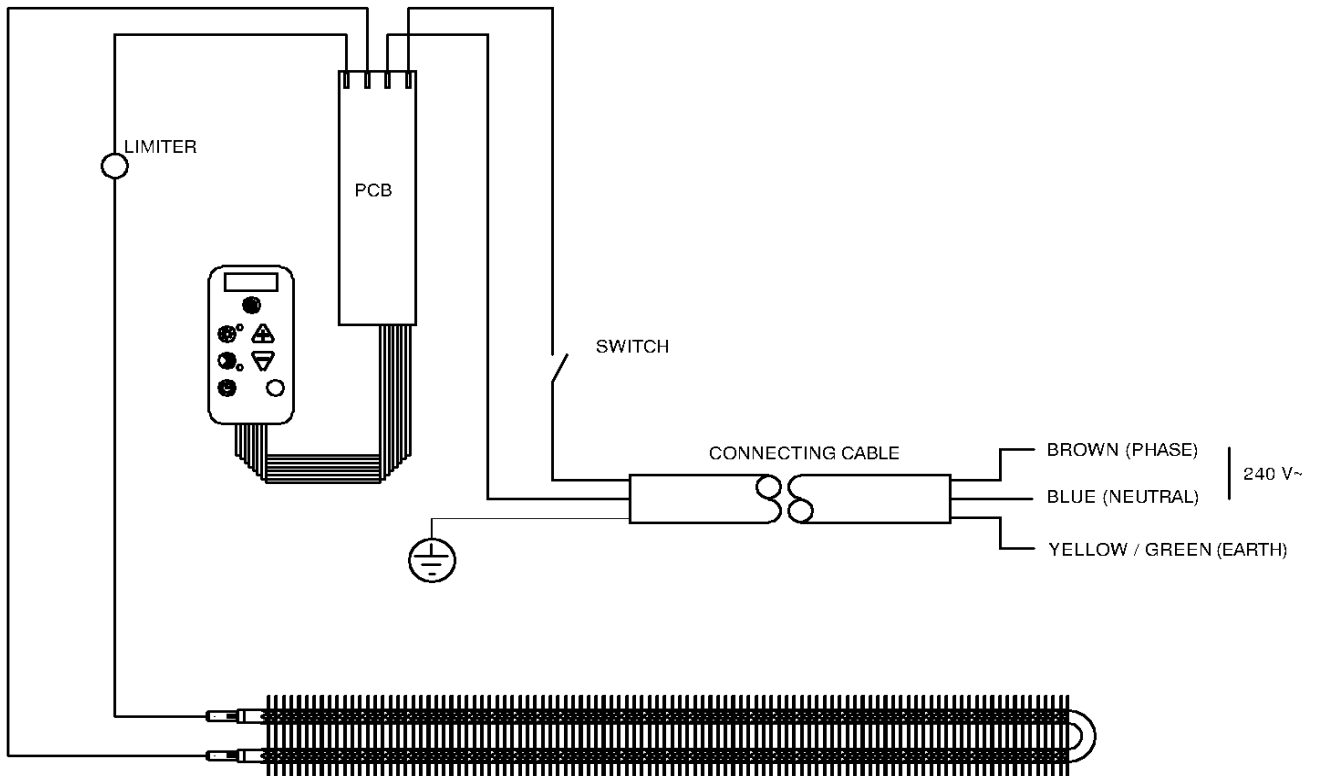 LIMITER
PCB
SWITCH
CONNECTING CABLE
BROWN (PHASE)
240 V~
BLUE (NEUTRAL)
YELLOW / GREEN (EARTH)